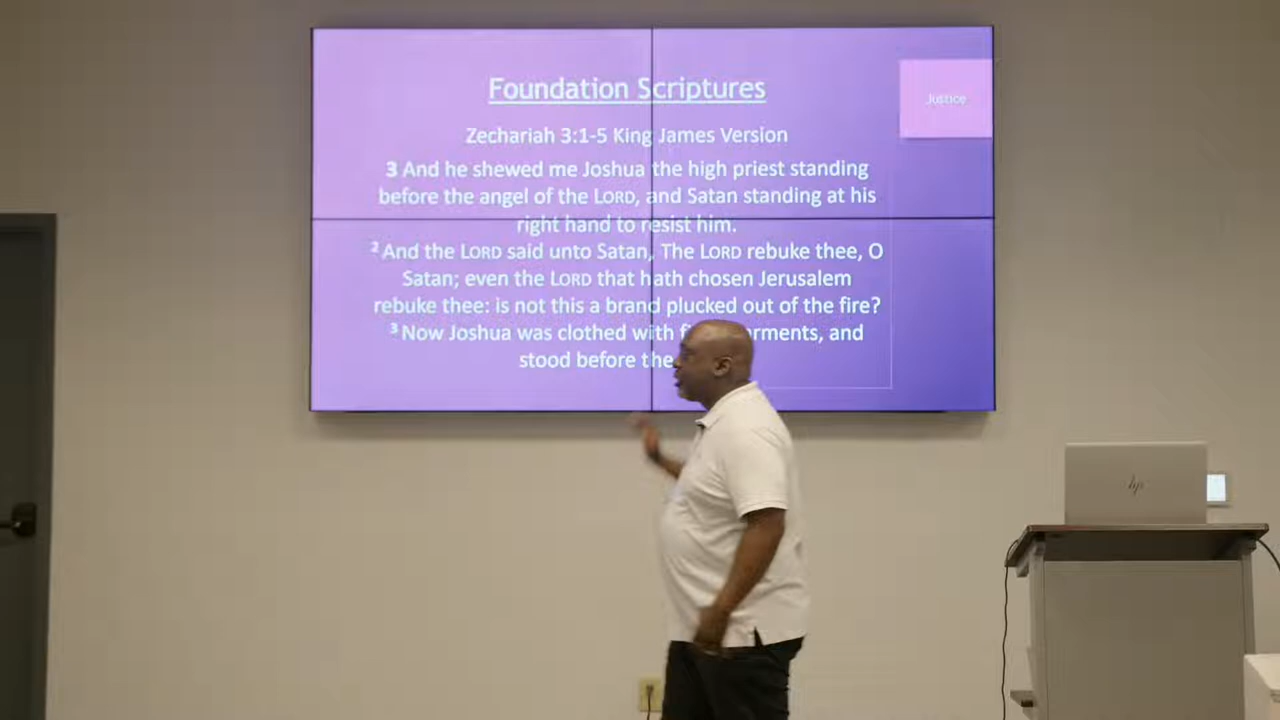 Foundation Scriptures
Justice
Zechariah 3:1-5 King James Version
3 And he shewed me Joshua the high priest standing
before the angel of the LORD, and Satan standing at his
right hand to resist him.
2 And the LORD said unto Satan, The LORD rebuke thee, O
Satan; even the LORD that hath chosen Jerusalem
rebuke thee: is not this a brand plucked out of the fire?
3 Now Joshua was clothed with and
stood before the
hp